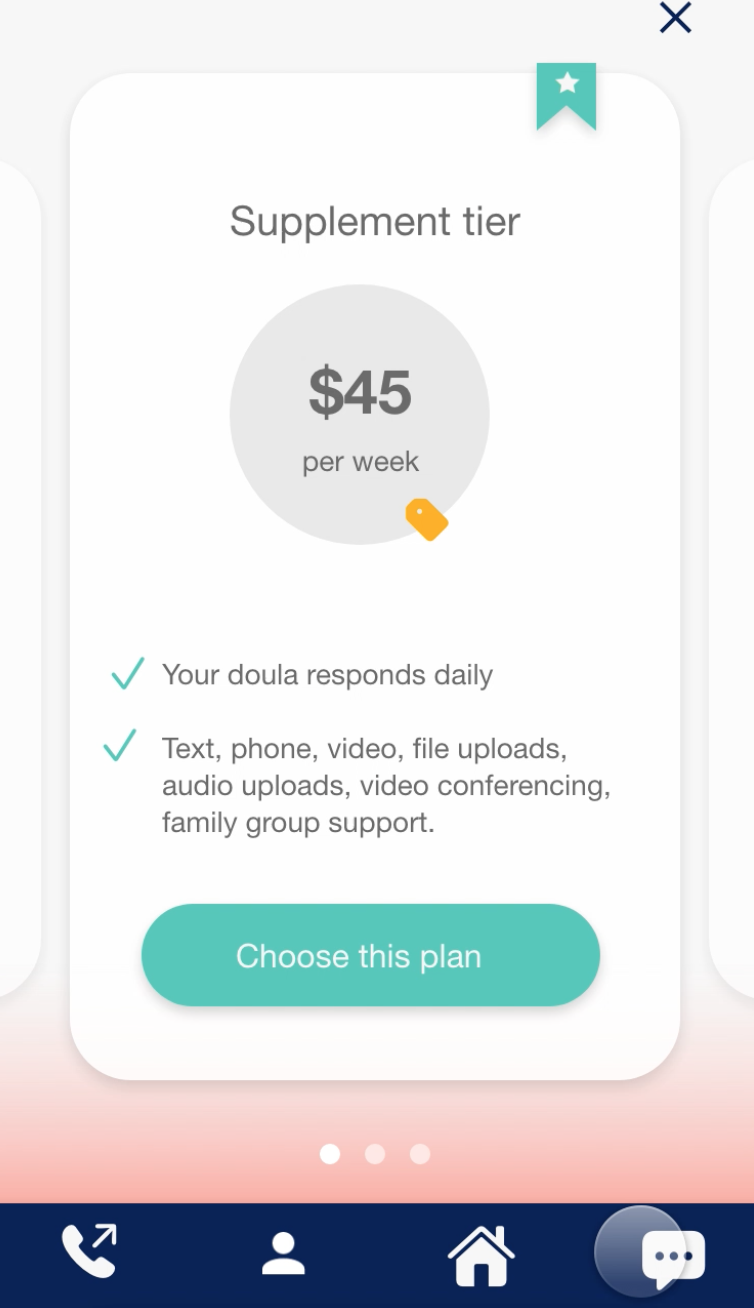 Supplement tier
$45
per week
Your doula responds daily
Text, phone, video, file uploads,
audio uploads, video conferencing,
family group support.
Choose this plan